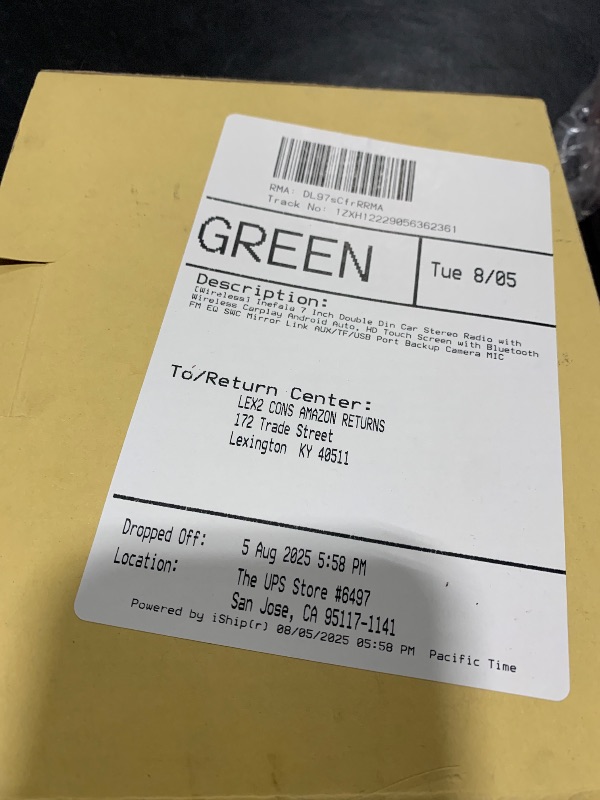 RMA: DL97sCfrRRMA
Track No: 1ZXH12229056362361
GREEN
Tue 8/05
Description:
[Wireless] Ihefala 7 Inch Double Din Car Stereo Radio with
Wireless Carplay Android Auto, HD Touch Screen with Bluetooth
FM EQ SWC Mirror Link AUX/TF/USB Port Backup Camera MIC
To/Return Center:
LEX2 CONS AMAZON RETURNS
172 Trade Street
Lexington KY 40511
Dropped Off: 5 Aug 2025 5:58 PM
Location: The UPS Store #6497
San Jose, CA 95117-1141
Powered by iShip(r) 08/05/2025 05:58 PM Pacific Time